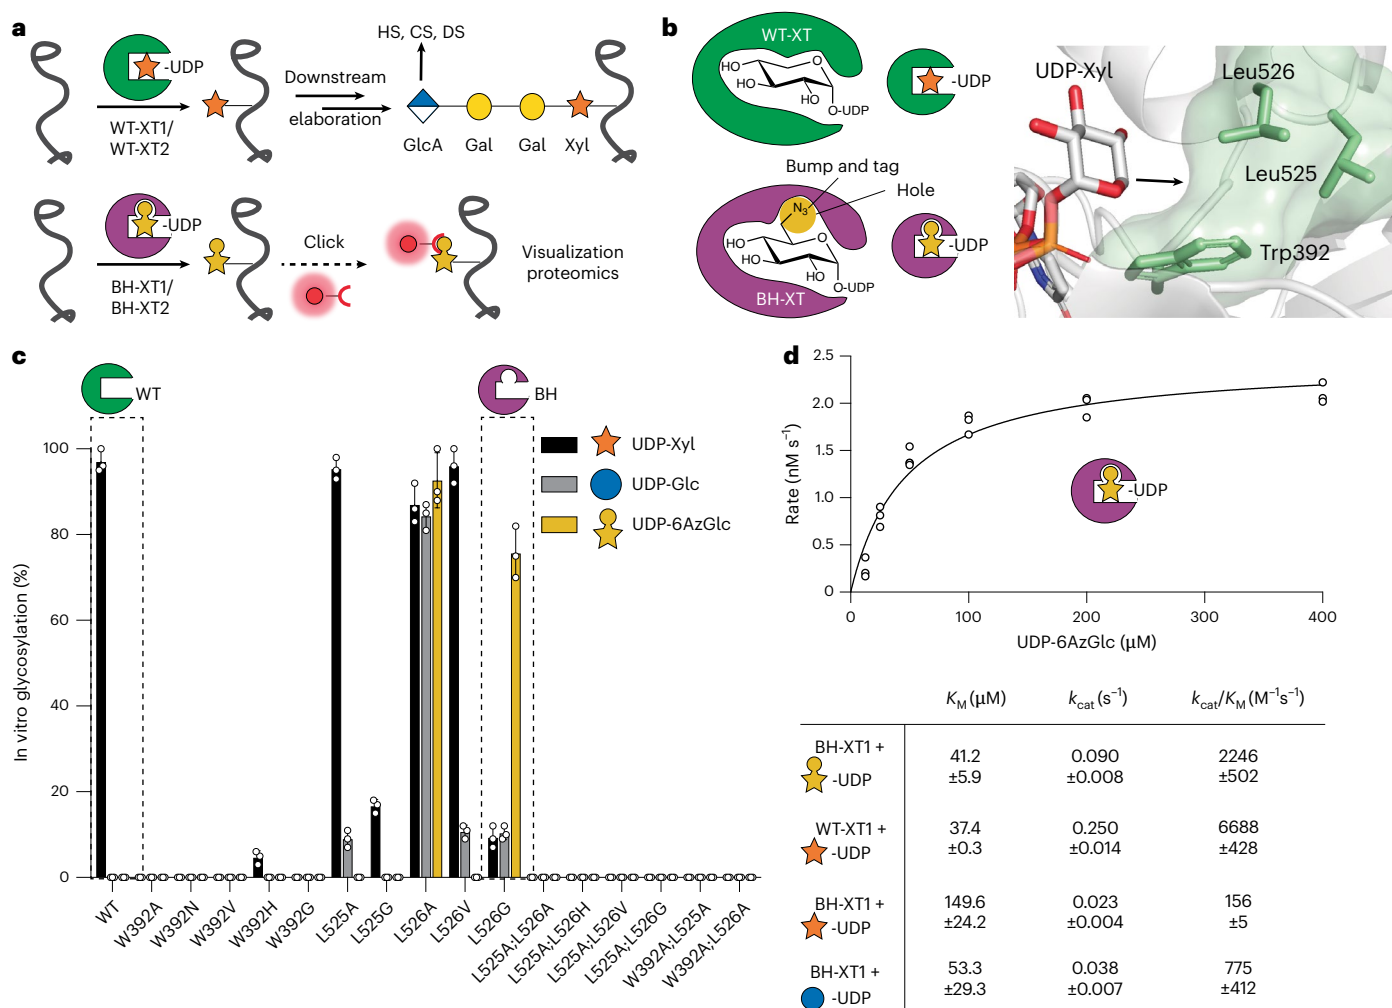 a
HS, CS, DS
-UDP
WT-XT1/
WT-XT2
Downstream
elaboration
GlcA
Gal
Gal
Xyl
-UDP
BH-XT1/
BH-XT2
Click
Visualization
proteomics
b
WT-XT
HO
HO
HO
O
O-UDP
-UDP
Bump and tag
Hole
N3
HO
HO
HO
O
O-UDP
BH-XT
-UDP
UDP-Xyl
Leu526
Leu525
Trp392
c
WT
BH
UDP-Xyl
UDP-Glc
UDP-6AzGlc
In vitro glycosylation (%)
100
80
60
40
20
0
WT
W392A
W392N
W392V
W392H
W392G
L525A
L525G
L526A
L526V
L526G
L525A;L526A
L525A;L526H
L525A;L526V
L525A;L526G
W392A;L525A
W392A;L526A
d
Rate (nM s⁻¹)
2.5
2.0
1.5
1.0
0.5
0
0 100 200 300 400
UDP-6AzGlc (μM)
-UDP
KM (μM) kcat (s⁻¹) kcat/KM (M⁻¹s⁻¹)
BH-XT1 + -UDP 41.2 ±5.9 0.090 ±0.008 2246 ±502
WT-XT1 + -UDP 37.4 ±0.3 0.250 ±0.014 6688 ±428
BH-XT1 + -UDP 149.6 ±24.2 0.023 ±0.004 156 ±5
BH-XT1 + -UDP 53.3 ±29.3 0.038 ±0.007 775 ±412